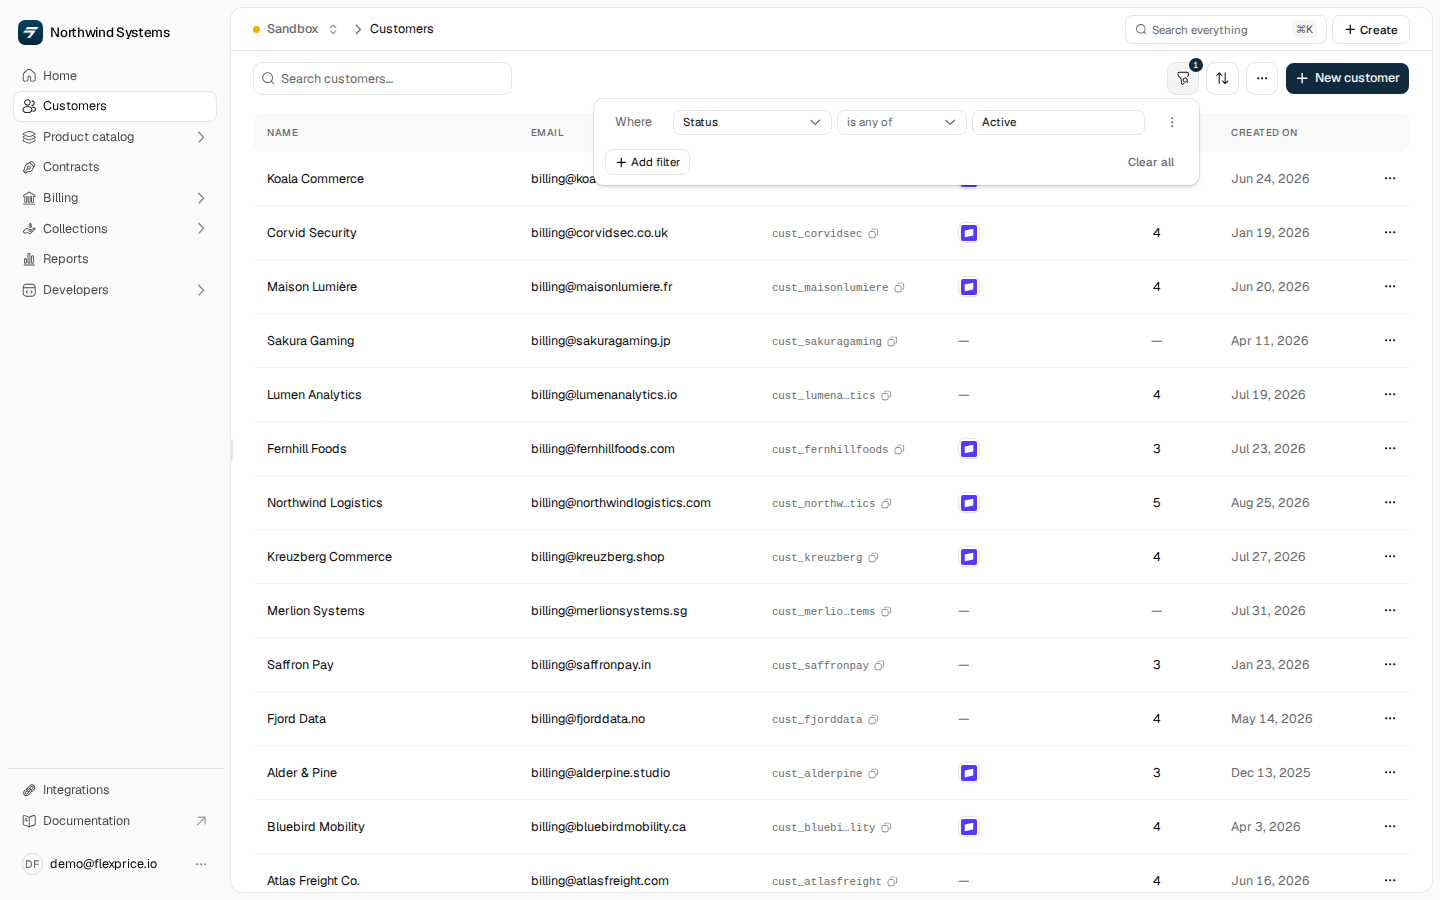 Northwind Systems
Home
Customers
Product catalog
Contracts
Billing
Collections
Reports
Developers
Integrations
Documentation
DF demo@flexprice.io
Sandbox Customers
Search everything ⌘K
Create
Search customers...
1
New customer
Where Status is any of Active
Add filter Clear all
NAME EMAIL CREATED ON
Koala Commerce billing@koa Jun 24, 2026
Corvid Security billing@corvidsec.co.uk cust_corvidsec 4 Jan 19, 2026
Maison Lumière billing@maisonlumiere.fr cust_maisonlumiere 4 Jun 20, 2026
Sakura Gaming billing@sakuragaming.jp cust_sakuragaming — — Apr 11, 2026
Lumen Analytics billing@lumenanalytics.io cust_lumena…tics — 4 Jul 19, 2026
Fernhill Foods billing@fernhillfoods.com cust_fernhillfoods 3 Jul 23, 2026
Northwind Logistics billing@northwindlogistics.com cust_northw…tics 5 Aug 25, 2026
Kreuzberg Commerce billing@kreuzberg.shop cust_kreuzberg 4 Jul 27, 2026
Merlion Systems billing@merlionsystems.sg cust_merlio…tems — — Jul 31, 2026
Saffron Pay billing@saffronpay.in cust_saffronpay — 3 Jan 23, 2026
Fjord Data billing@fjorddata.no cust_fjorddata — 4 May 14, 2026
Alder & Pine billing@alderpine.studio cust_alderpine 3 Dec 13, 2025
Bluebird Mobility billing@bluebirdmobility.ca cust_bluebi…lity 4 Apr 3, 2026
Atlas Freight Co. billing@atlasfreight.com cust_atlasfreight — 4 Jun 16, 2026